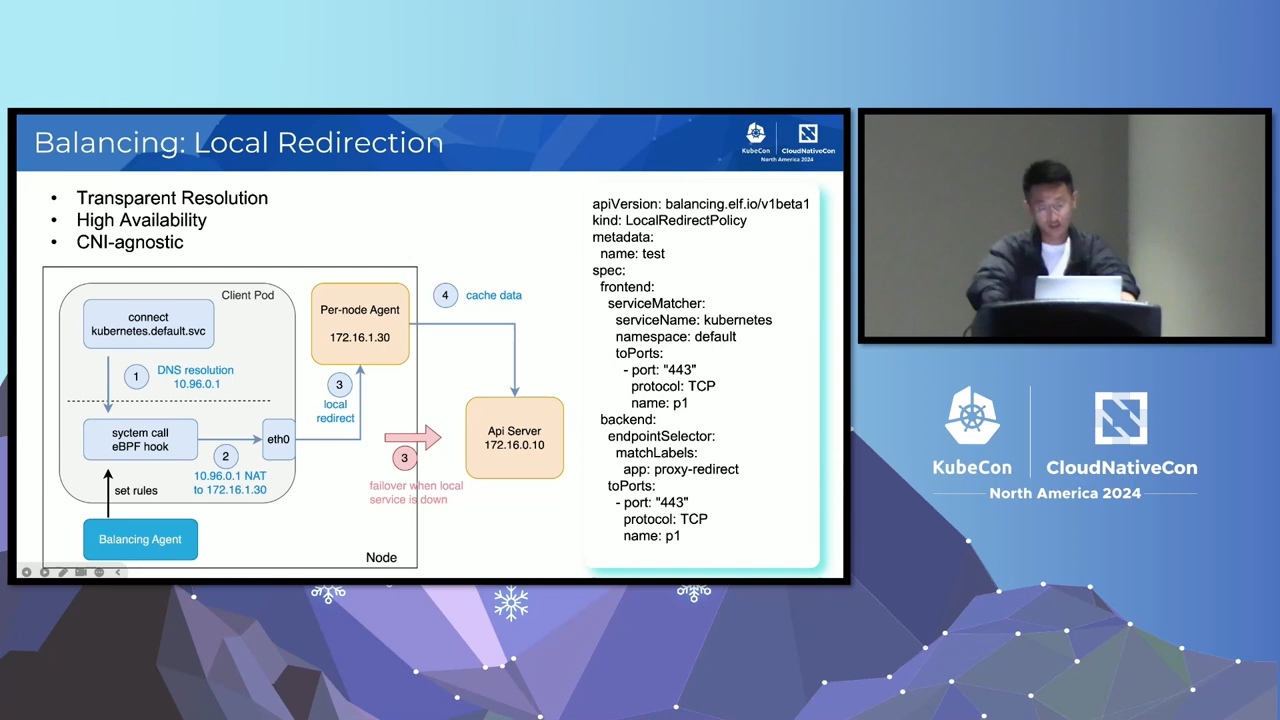 Balancing: Local Redirection
KubeCon
CloudNativeCon
North America 2024
• Transparent Resolution
• High Availability
• CNI-agnostic
Client Pod
connect
kubernetes.default.svc
1
DNS resolution
10.96.0.1
system call
eBPF hook
eth0
2
10.96.0.1 NAT
to 172.16.1.30
set rules
Balancing Agent
Per-node Agent
172.16.1.30
3
local
redirect
4
cache data
3
failover when local
service is down
Api Server
172.16.0.10
Node
apiVersion: balancing.elf.io/v1beta1
kind: LocalRedirectPolicy
metadata:
name: test
spec:
frontend:
serviceMatcher:
serviceName: kubernetes
namespace: default
toPorts:
- port: "443"
protocol: TCP
name: p1
backend:
endpointSelector:
matchLabels:
app: proxy-redirect
toPorts:
- port: "443"
protocol: TCP
name: p1
KubeCon
CloudNativeCon
North America 2024